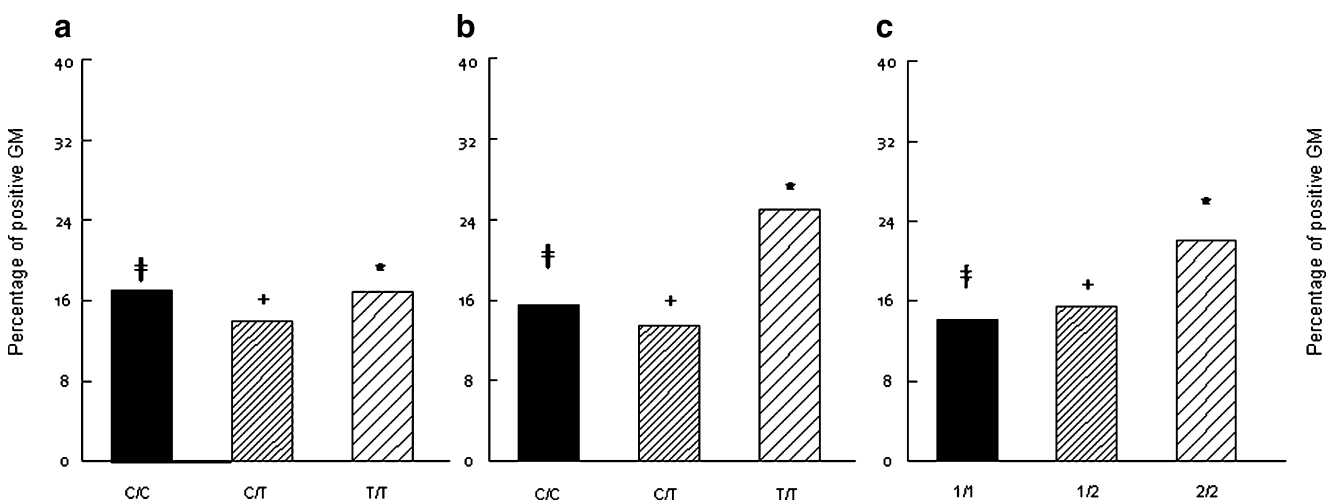 a
Percentage of positive GM
40
32
24
16
8
0
‡
+
*
C/C
C/T
T/T
b
40
32
24
16
8
0
‡
+
*
C/C
C/T
T/T
c
40
32
24
16
8
0
‡
+
*
1/1
1/2
2/2
Percentage of positive GM